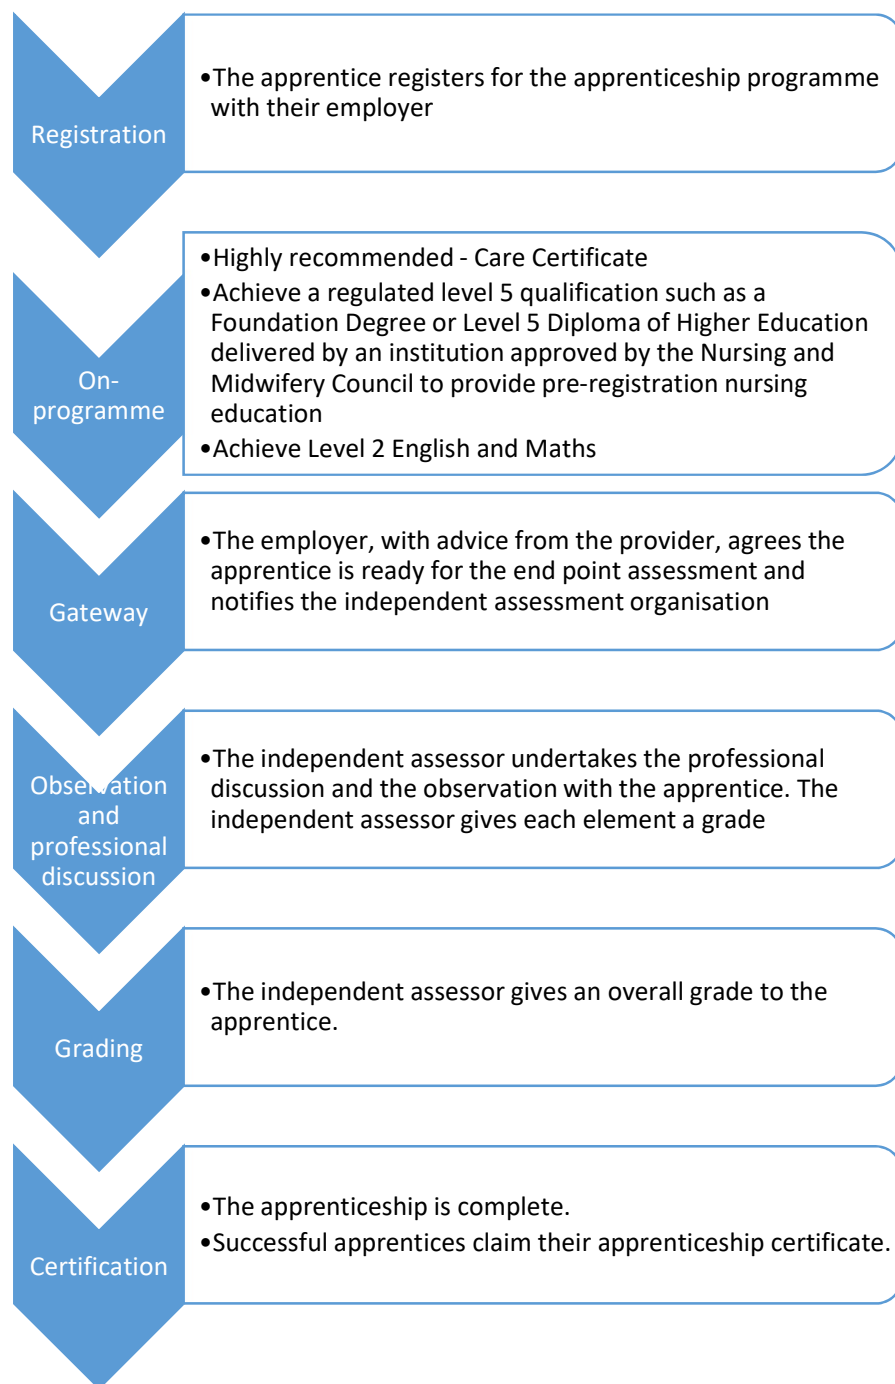 Registration
•The apprentice registers for the apprenticeship programme
with their employer
On-
programme
•Highly recommended - Care Certificate
•Achieve a regulated level 5 qualification such as a
Foundation Degree or Level 5 Diploma of Higher Education
delivered by an institution approved by the Nursing and
Midwifery Council to provide pre-registration nursing
education
•Achieve Level 2 English and Maths
Gateway
•The employer, with advice from the provider, agrees the
apprentice is ready for the end point assessment and
notifies the independent assessment organisation
Observation
and
professional
discussion
•The independent assessor undertakes the professional
discussion and the observation with the apprentice. The
independent assessor gives each element a grade
Grading
•The independent assessor gives an overall grade to the
apprentice.
Certification
•The apprenticeship is complete.
•Successful apprentices claim their apprenticeship certificate.